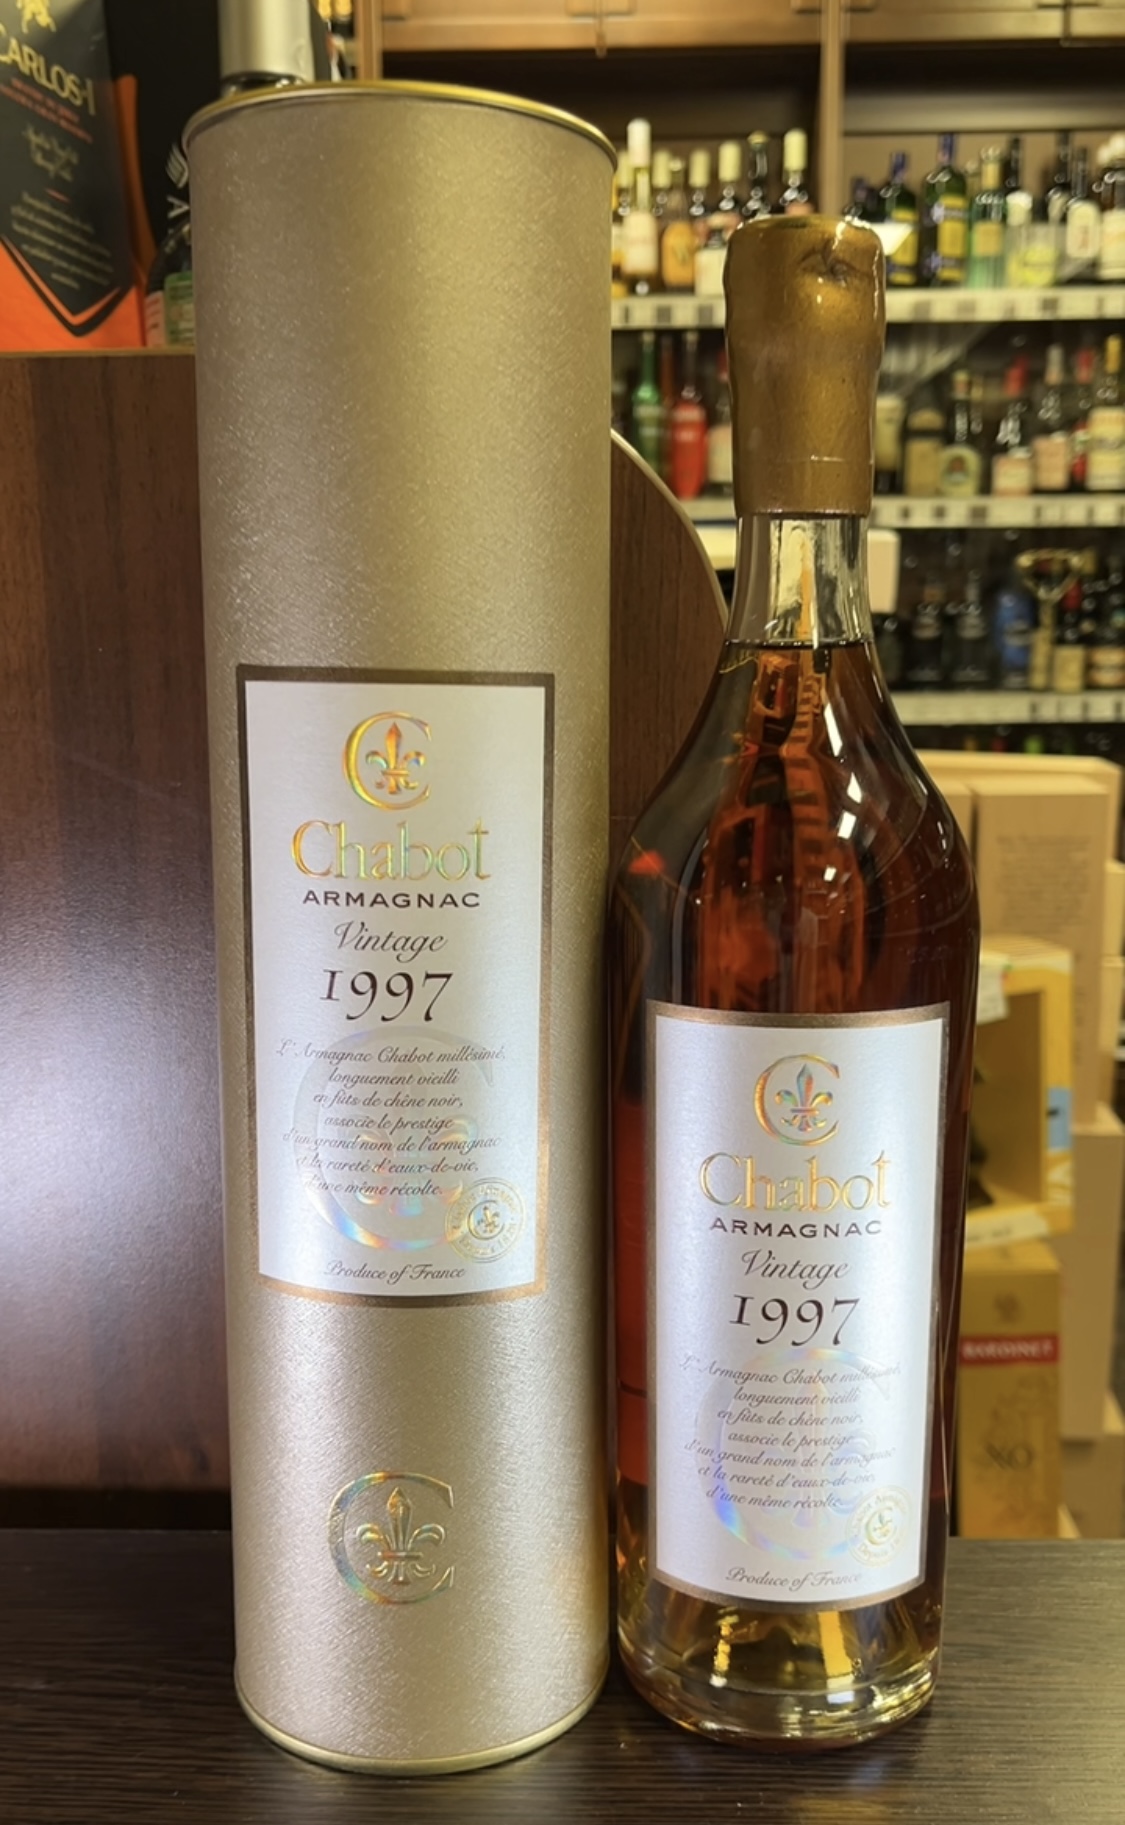 CARLOS I
Chabot
ARMAGNAC
Vintage
1997
L'Armagnac Chabot millésimé,
longuement vieilli
en fûts de chêne noir,
associe le prestige
d'un grand nom de l'armagnac
et la rareté d'eaux-de-vie,
d'une même récolte.
Produce of France
Chabot
ARMAGNAC
Vintage
1997
L'Armagnac Chabot millésimé,
longuement vieilli
en fûts de chêne noir,
associe le prestige
d'un grand nom de l'armagnac
et la rareté d'eaux-de-vie,
d'une même récolte.
Produce of France
BARDINET
XO